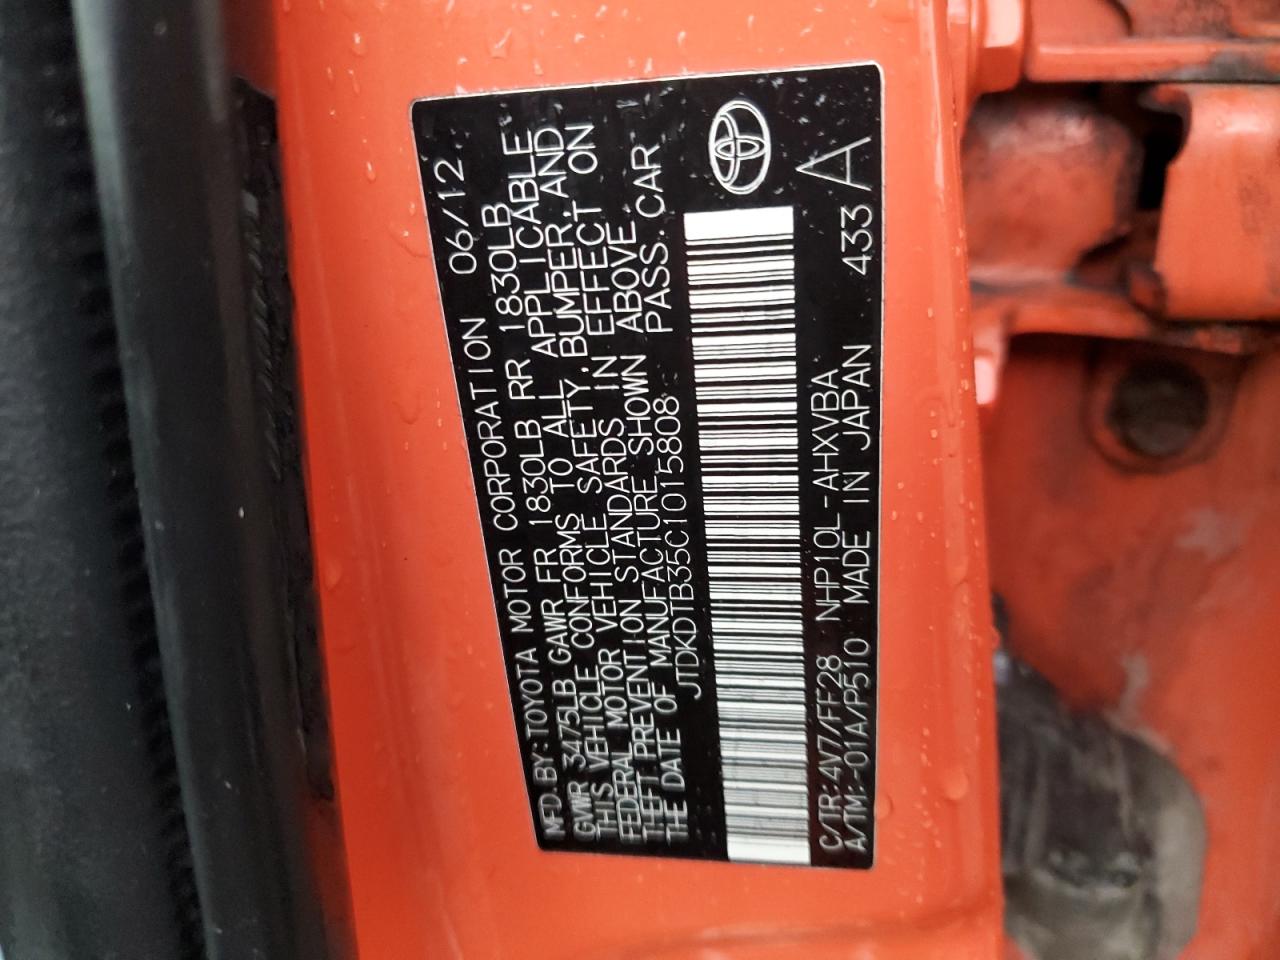 MFD.BY:TOYOTA MOTOR CORPORATION 06/12
GVWR 3475LB GAWR FR 1830LB RR 1830LB
THIS VEHICLE CONFORMS TO ALL APPLICABLE
FEDERAL MOTOR VEHICLE SAFETY,BUMPER,AND
THEFT PREVENTION STANDARDS IN EFFECT ON
THE DATE OF MANUFACTURE SHOWN ABOVE.
JTDKDTB35C1015808 PASS.CAR
C/TR:4V7/FF28 NHP10L-AHXVBA A
A/TM:-01A/P510 MADE IN JAPAN 433